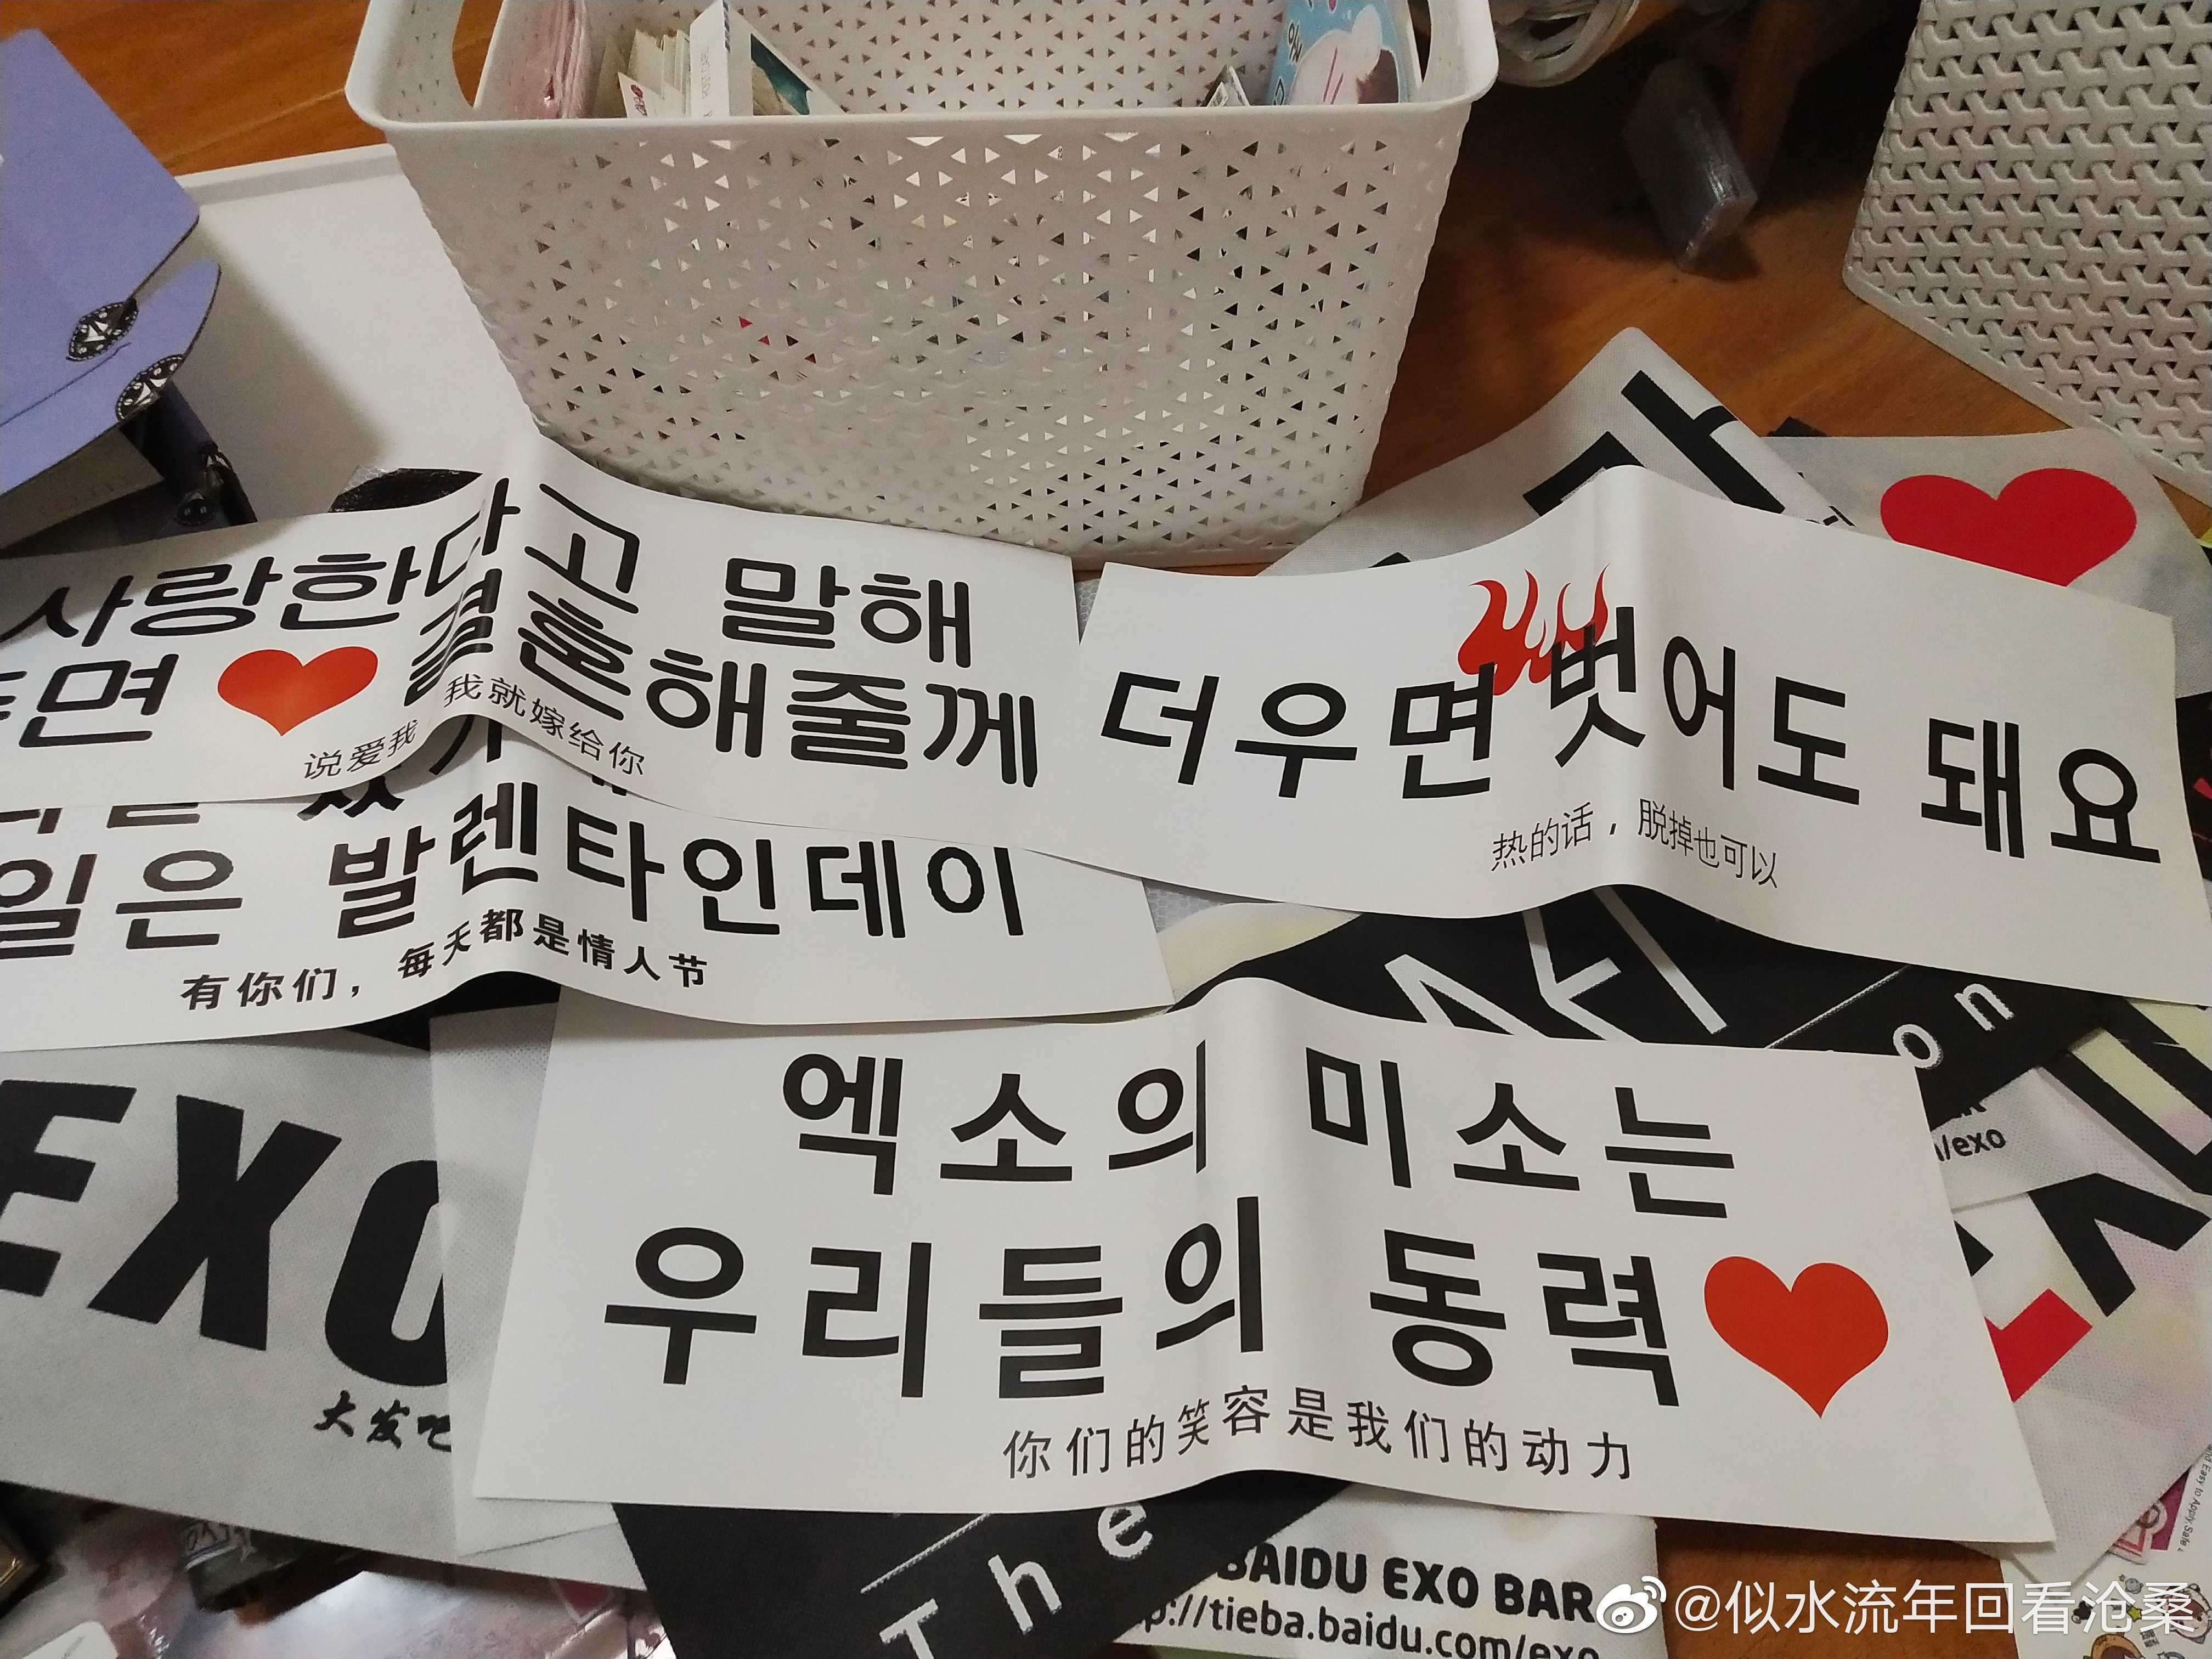 사랑한다고 말해
면 결혼해줄께
说爱我 我就嫁给你
일은 발렌타인데이
有你们，每天都是情人节
더우면 벗어도 돼요
热的话，脱掉也可以
엑소의 미소는
우리들의 동력
你们的笑容是我们的动力
EXO
大发吧
on
/exo
The
BAIDU EXO BAR
p://tieba.baidu.com/exo
@似水流年回看沧桑